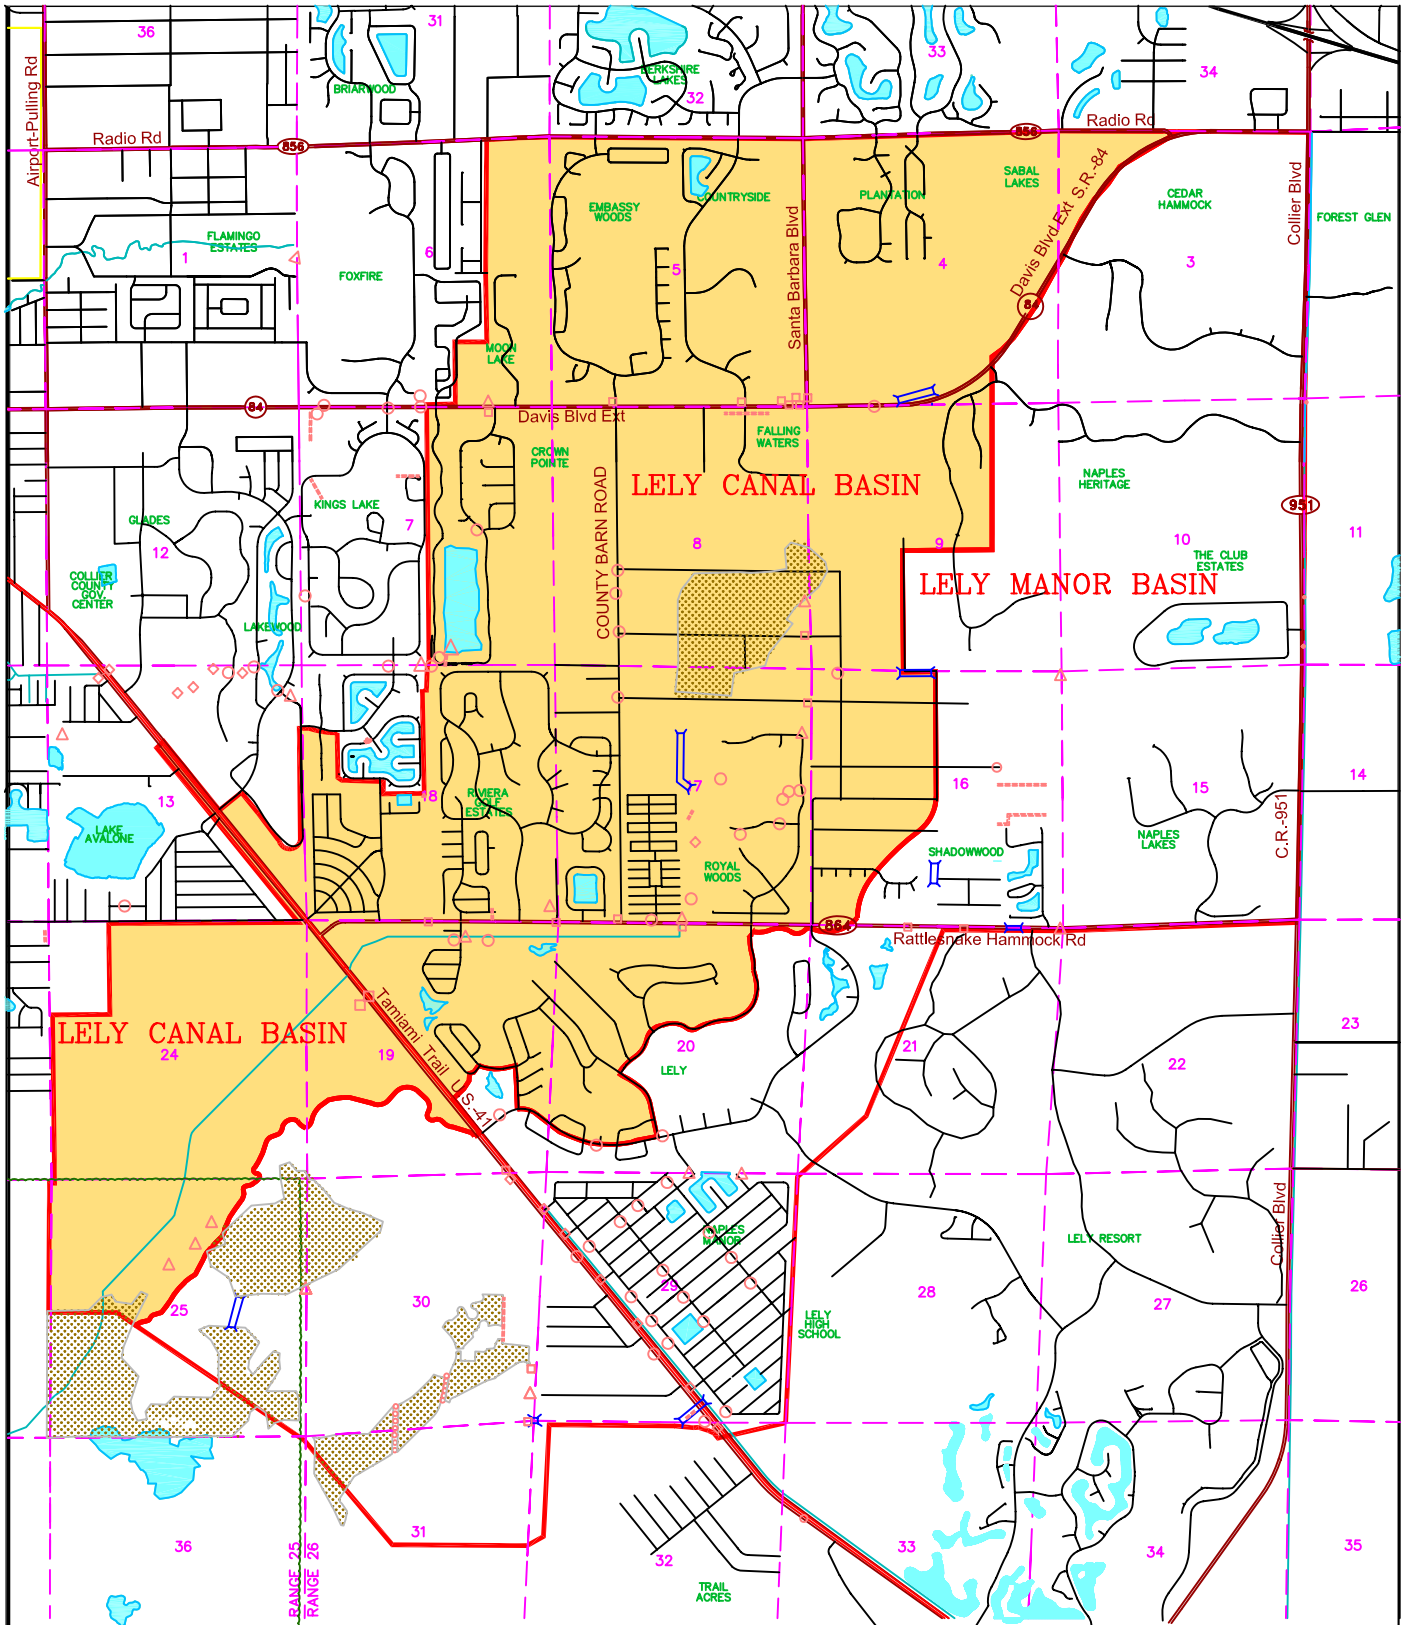 36
31
33
34
32
BRIARWOOD
BERKSHIRE
LAKES
Airport-Pulling Rd
Radio Rd
856
856
Radio Rd
Collier Blvd
EMBASSY
WOODS
COUNTRYSIDE
PLANTATION
SABAL
LAKES
CEDAR
HAMMOCK
FOREST GLEN
FLAMINGO
ESTATES
1
FOXFIRE
6
5
4
3
Santa Barbara Blvd
Davis Blvd Ext S.R.-84
84
MOON
LAKE
84
Davis Blvd Ext
CROWN
POINTE
FALLING
WATERS
LELY CANAL BASIN
NAPLES
HERITAGE
951
KINGS LAKE
7
GLADES
12
COUNTY BARN ROAD
8
9
10
11
THE CLUB
ESTATES
COLLIER
COUNTY
GOV.
CENTER
LELY MANOR BASIN
LAKEWOOD
13
18
RIVIERA
GOLF
ESTATES
17
16
15
14
LAKE
AVALONE
C.R.-951
NAPLES
LAKES
SHADOWWOOD
ROYAL
WOODS
864
Rattlesnake Hammock Rd
LELY CANAL BASIN
24
19
Tamiami Trail U.S.-41
20
LELY
21
22
23
NAPLES
MANOR
LELY RESORT
Collier Blvd
25
30
29
28
27
26
LELY
HIGH
SCHOOL
36
RANGE 25
RANGE 26
31
32
33
34
35
TRAIL
ACRES